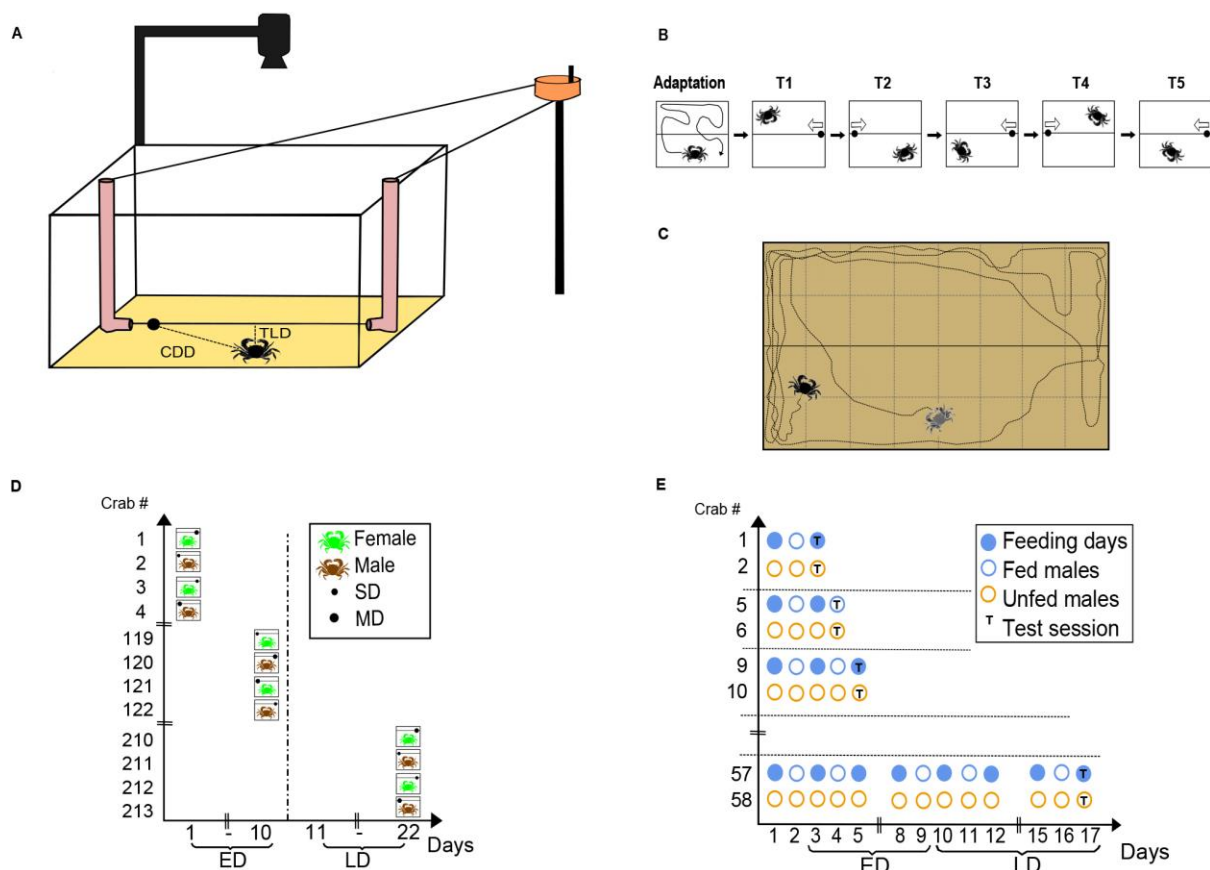 A
CDD
TLD
B
Adaptation T1 T2 T3 T4 T5
C
D
Crab #
1
2
3
4
119
120
121
122
210
211
212
213
Female
Male
SD
MD
1 - 10 11 - 22 Days
ED LD
E
Crab #
1
2
5
6
9
10
57
58
T
T
T
T
T
T
T
T
Feeding days
Fed males
Unfed males
T Test session
1 2 3 4 5 8 9 10 11 12 15 16 17 Days
ED LD